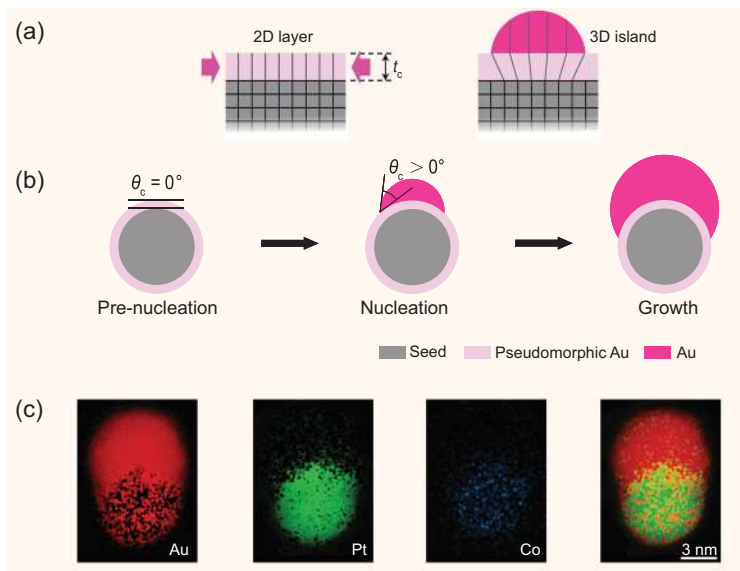 (a)
2D layer
3D island
tc
(b)
θc = 0°
θc > 0°
Pre-nucleation
Nucleation
Growth
Seed
Pseudomorphic Au
Au
(c)
Au
Pt
Co
3 nm